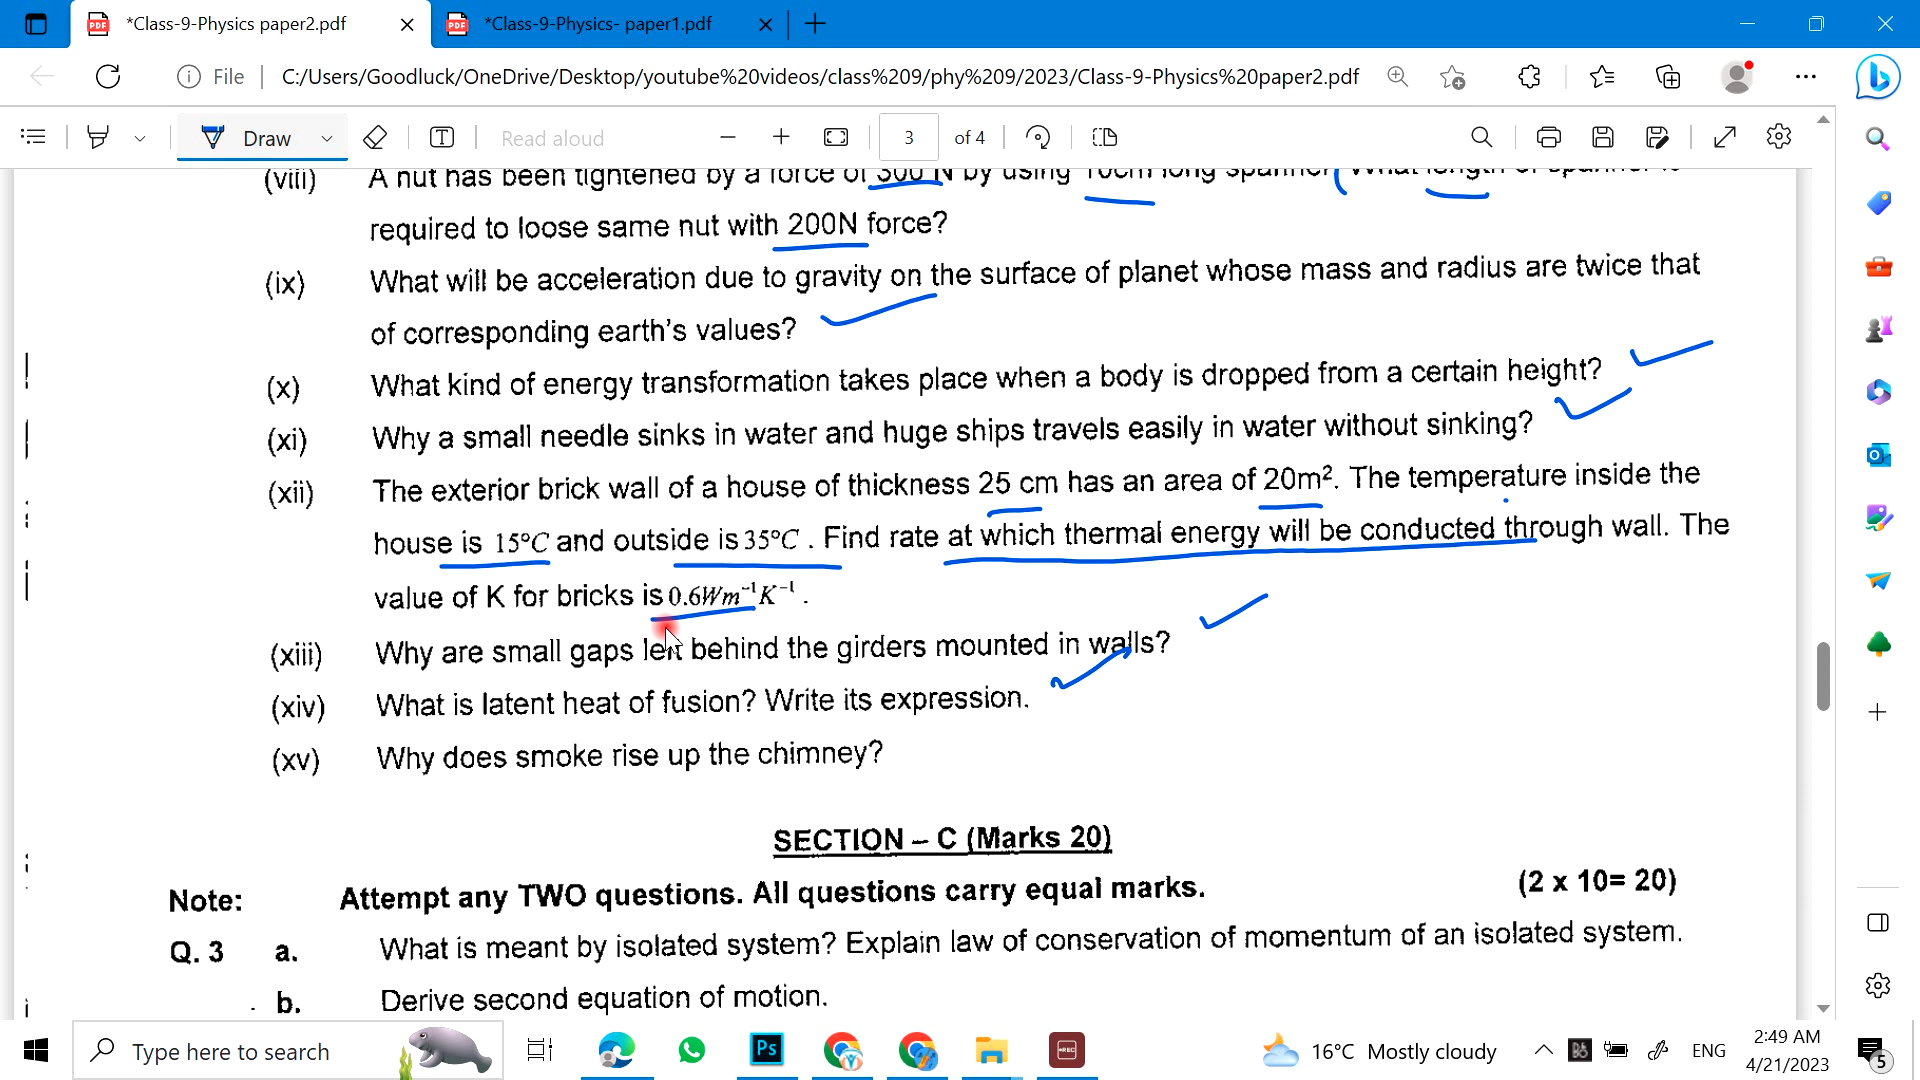 *Class-9-Physics paper2.pdf
*Class-9-Physics- paper1.pdf
File
C:/Users/Goodluck/OneDrive/Desktop/youtube%20videos/class%209/phy%209/2023/Class-9-Physics%20paper2.pdf
Draw
Read aloud
3 of 4
(viii) A nut has been tightened by a force of 300 N by using 10cm long spanner. What length of spanner is
required to loose same nut with 200N force?
(ix) What will be acceleration due to gravity on the surface of planet whose mass and radius are twice that
of corresponding earth's values?
(x) What kind of energy transformation takes place when a body is dropped from a certain height?
(xi) Why a small needle sinks in water and huge ships travels easily in water without sinking?
(xii) The exterior brick wall of a house of thickness 25 cm has an area of 20m². The temperature inside the
house is 15°C and outside is 35°C . Find rate at which thermal energy will be conducted through wall. The
value of K for bricks is 0.6Wm⁻¹K⁻¹ .
(xiii) Why are small gaps left behind the girders mounted in walls?
(xiv) What is latent heat of fusion? Write its expression.
(xv) Why does smoke rise up the chimney?
SECTION – C (Marks 20)
Note: Attempt any TWO questions. All questions carry equal marks. (2 x 10= 20)
Q. 3 a. What is meant by isolated system? Explain law of conservation of momentum of an isolated system.
b. Derive second equation of motion.
Type here to search
Ps
REC
16°C Mostly cloudy
ENG
2:49 AM
4/21/2023
5